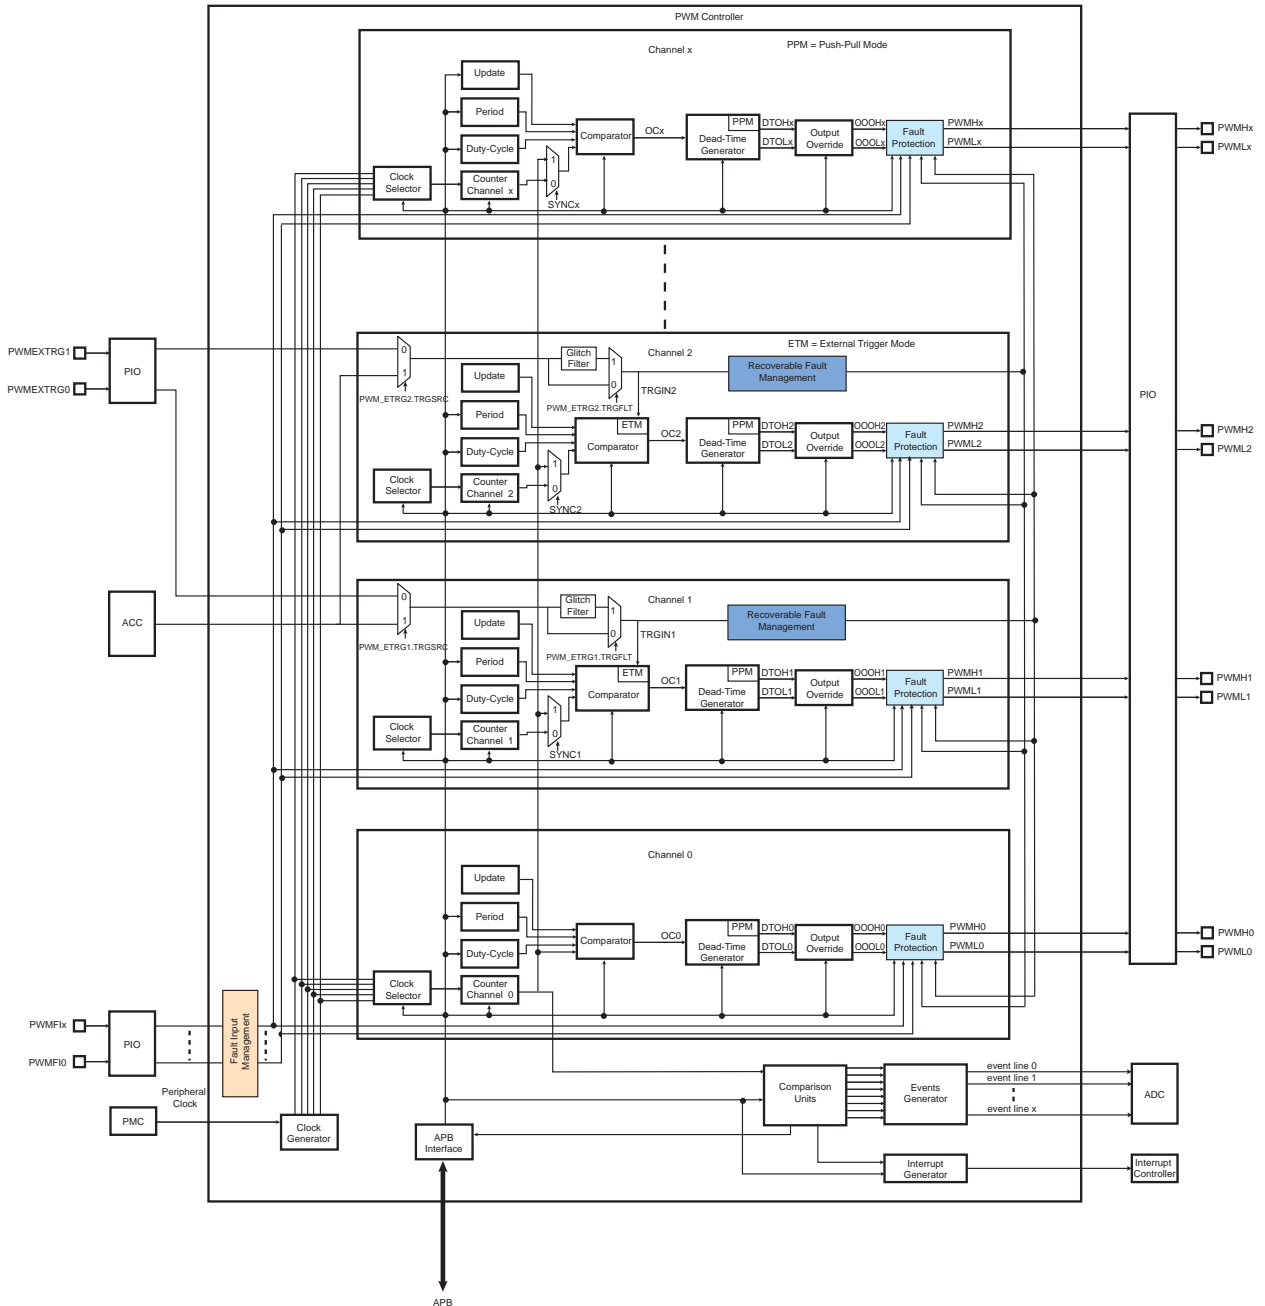 PWM Controller
Channel x
PPM = Push-Pull Mode
Update
Period
Duty-Cycle
Clock
Selector
Counter
Channel x
1
0
SYNCx
Comparator
OCx
PPM
Dead-Time
Generator
DTOHx
DTOLx
Output
Override
OOOHx
OOOLx
Fault
Protection
PWMHx
PWMLx
PWMHx
PWMLx
PWMEXTRG1
PWMEXTRG0
PIO
0
1
PWM_ETRG2.TRGSRC
Glitch
Filter
1
0
PWM_ETRG2.TRGFLT
Channel 2
TRGIN2
ETM = External Trigger Mode
Recoverable Fault
Management
Update
Period
Duty-Cycle
Clock
Selector
Counter
Channel 2
1
0
SYNC2
ETM
Comparator
OC2
PPM
Dead-Time
Generator
DTOH2
DTOL2
Output
Override
OOOH2
OOOL2
Fault
Protection
PWMH2
PWML2
PIO
PWMH2
PWML2
ACC
0
1
PWM_ETRG1.TRGSRC
Glitch
Filter
1
0
PWM_ETRG1.TRGFLT
Channel 1
TRGIN1
Recoverable Fault
Management
Update
Period
Duty-Cycle
Clock
Selector
Counter
Channel 1
1
0
SYNC1
ETM
Comparator
OC1
PPM
Dead-Time
Generator
DTOH1
DTOL1
Output
Override
OOOH1
OOOL1
Fault
Protection
PWMH1
PWML1
PWMH1
PWML1
Channel 0
Update
Period
Duty-Cycle
Clock
Selector
Counter
Channel 0
Comparator
OC0
PPM
Dead-Time
Generator
DTOH0
DTOL0
Output
Override
OOOH0
OOOL0
Fault
Protection
PWMH0
PWML0
PWMH0
PWML0
PWMFIx
PWMFI0
PIO
Fault Input
Management
Peripheral
Clock
PMC
Clock
Generator
APB
Interface
Comparison
Units
Events
Generator
event line 0
event line 1
event line x
ADC
Interrupt
Generator
Interrupt
Controller
APB